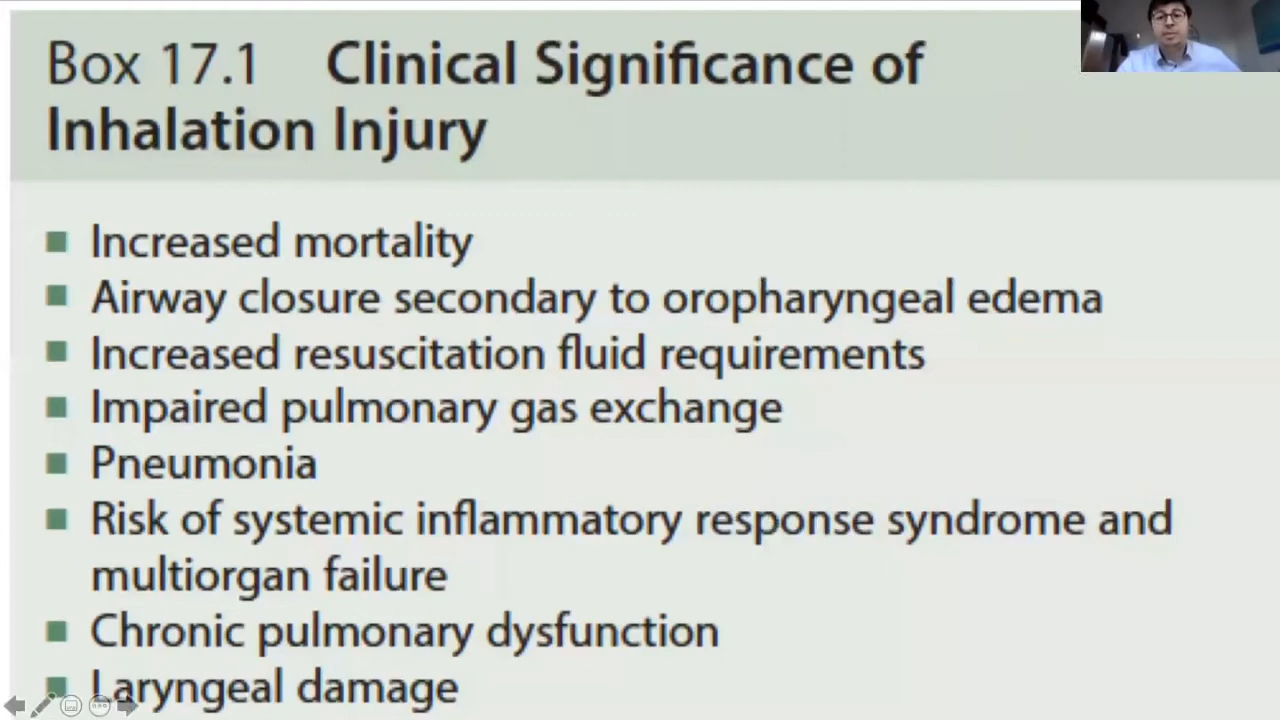 Box 17.1 Clinical Significance of
Inhalation Injury
■ Increased mortality
■ Airway closure secondary to oropharyngeal edema
■ Increased resuscitation fluid requirements
■ Impaired pulmonary gas exchange
■ Pneumonia
■ Risk of systemic inflammatory response syndrome and
multiorgan failure
■ Chronic pulmonary dysfunction
■ Laryngeal damage